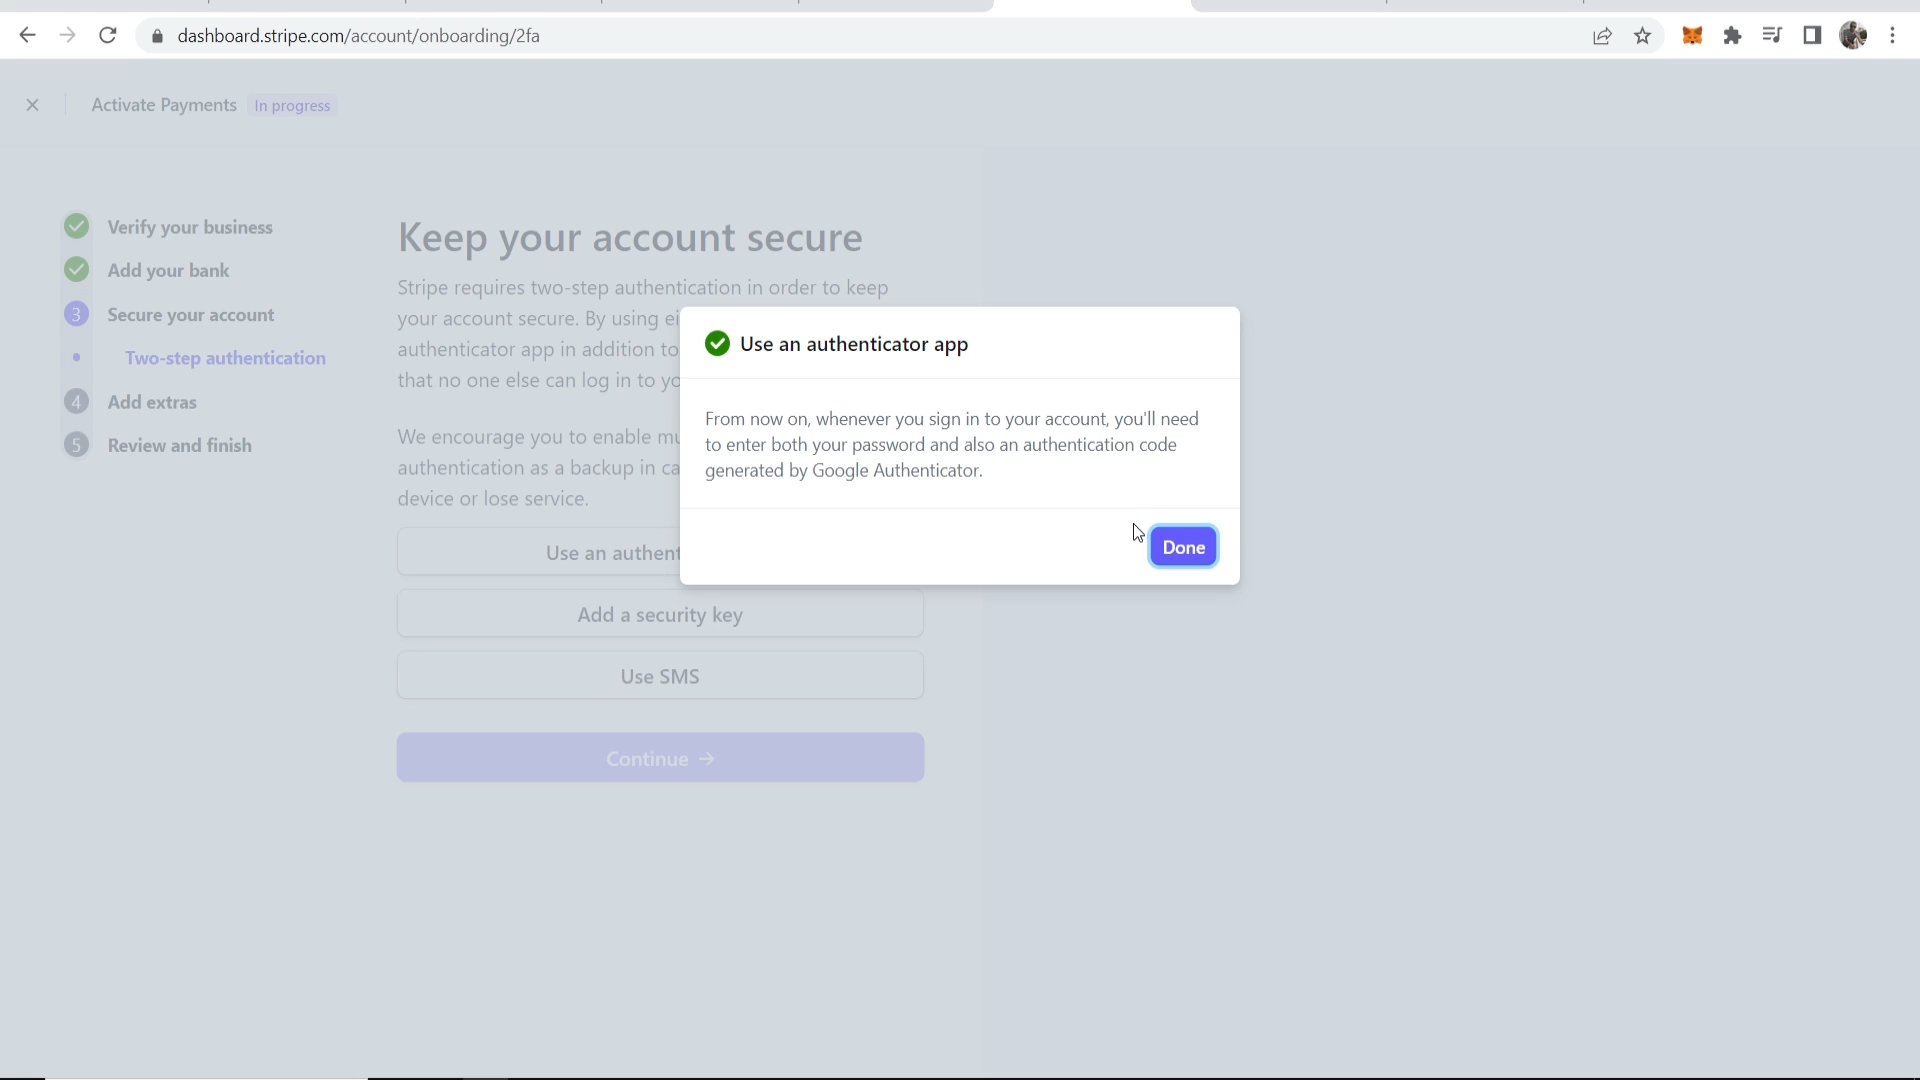 dashboard.stripe.com/account/onboarding/2fa
Activate Payments In progress
Verify your business
Add your bank
3 Secure your account
Two-step authentication
4 Add extras
5 Review and finish
Keep your account secure
Stripe requires two-step authentication in order to keep
your account secure. By using ei
authenticator app in addition to
that no one else can log in to yo
We encourage you to enable mu
authentication as a backup in ca
device or lose service.
Use an authent
Add a security key
Use SMS
Continue →
Use an authenticator app
From now on, whenever you sign in to your account, you'll need
to enter both your password and also an authentication code
generated by Google Authenticator.
Done